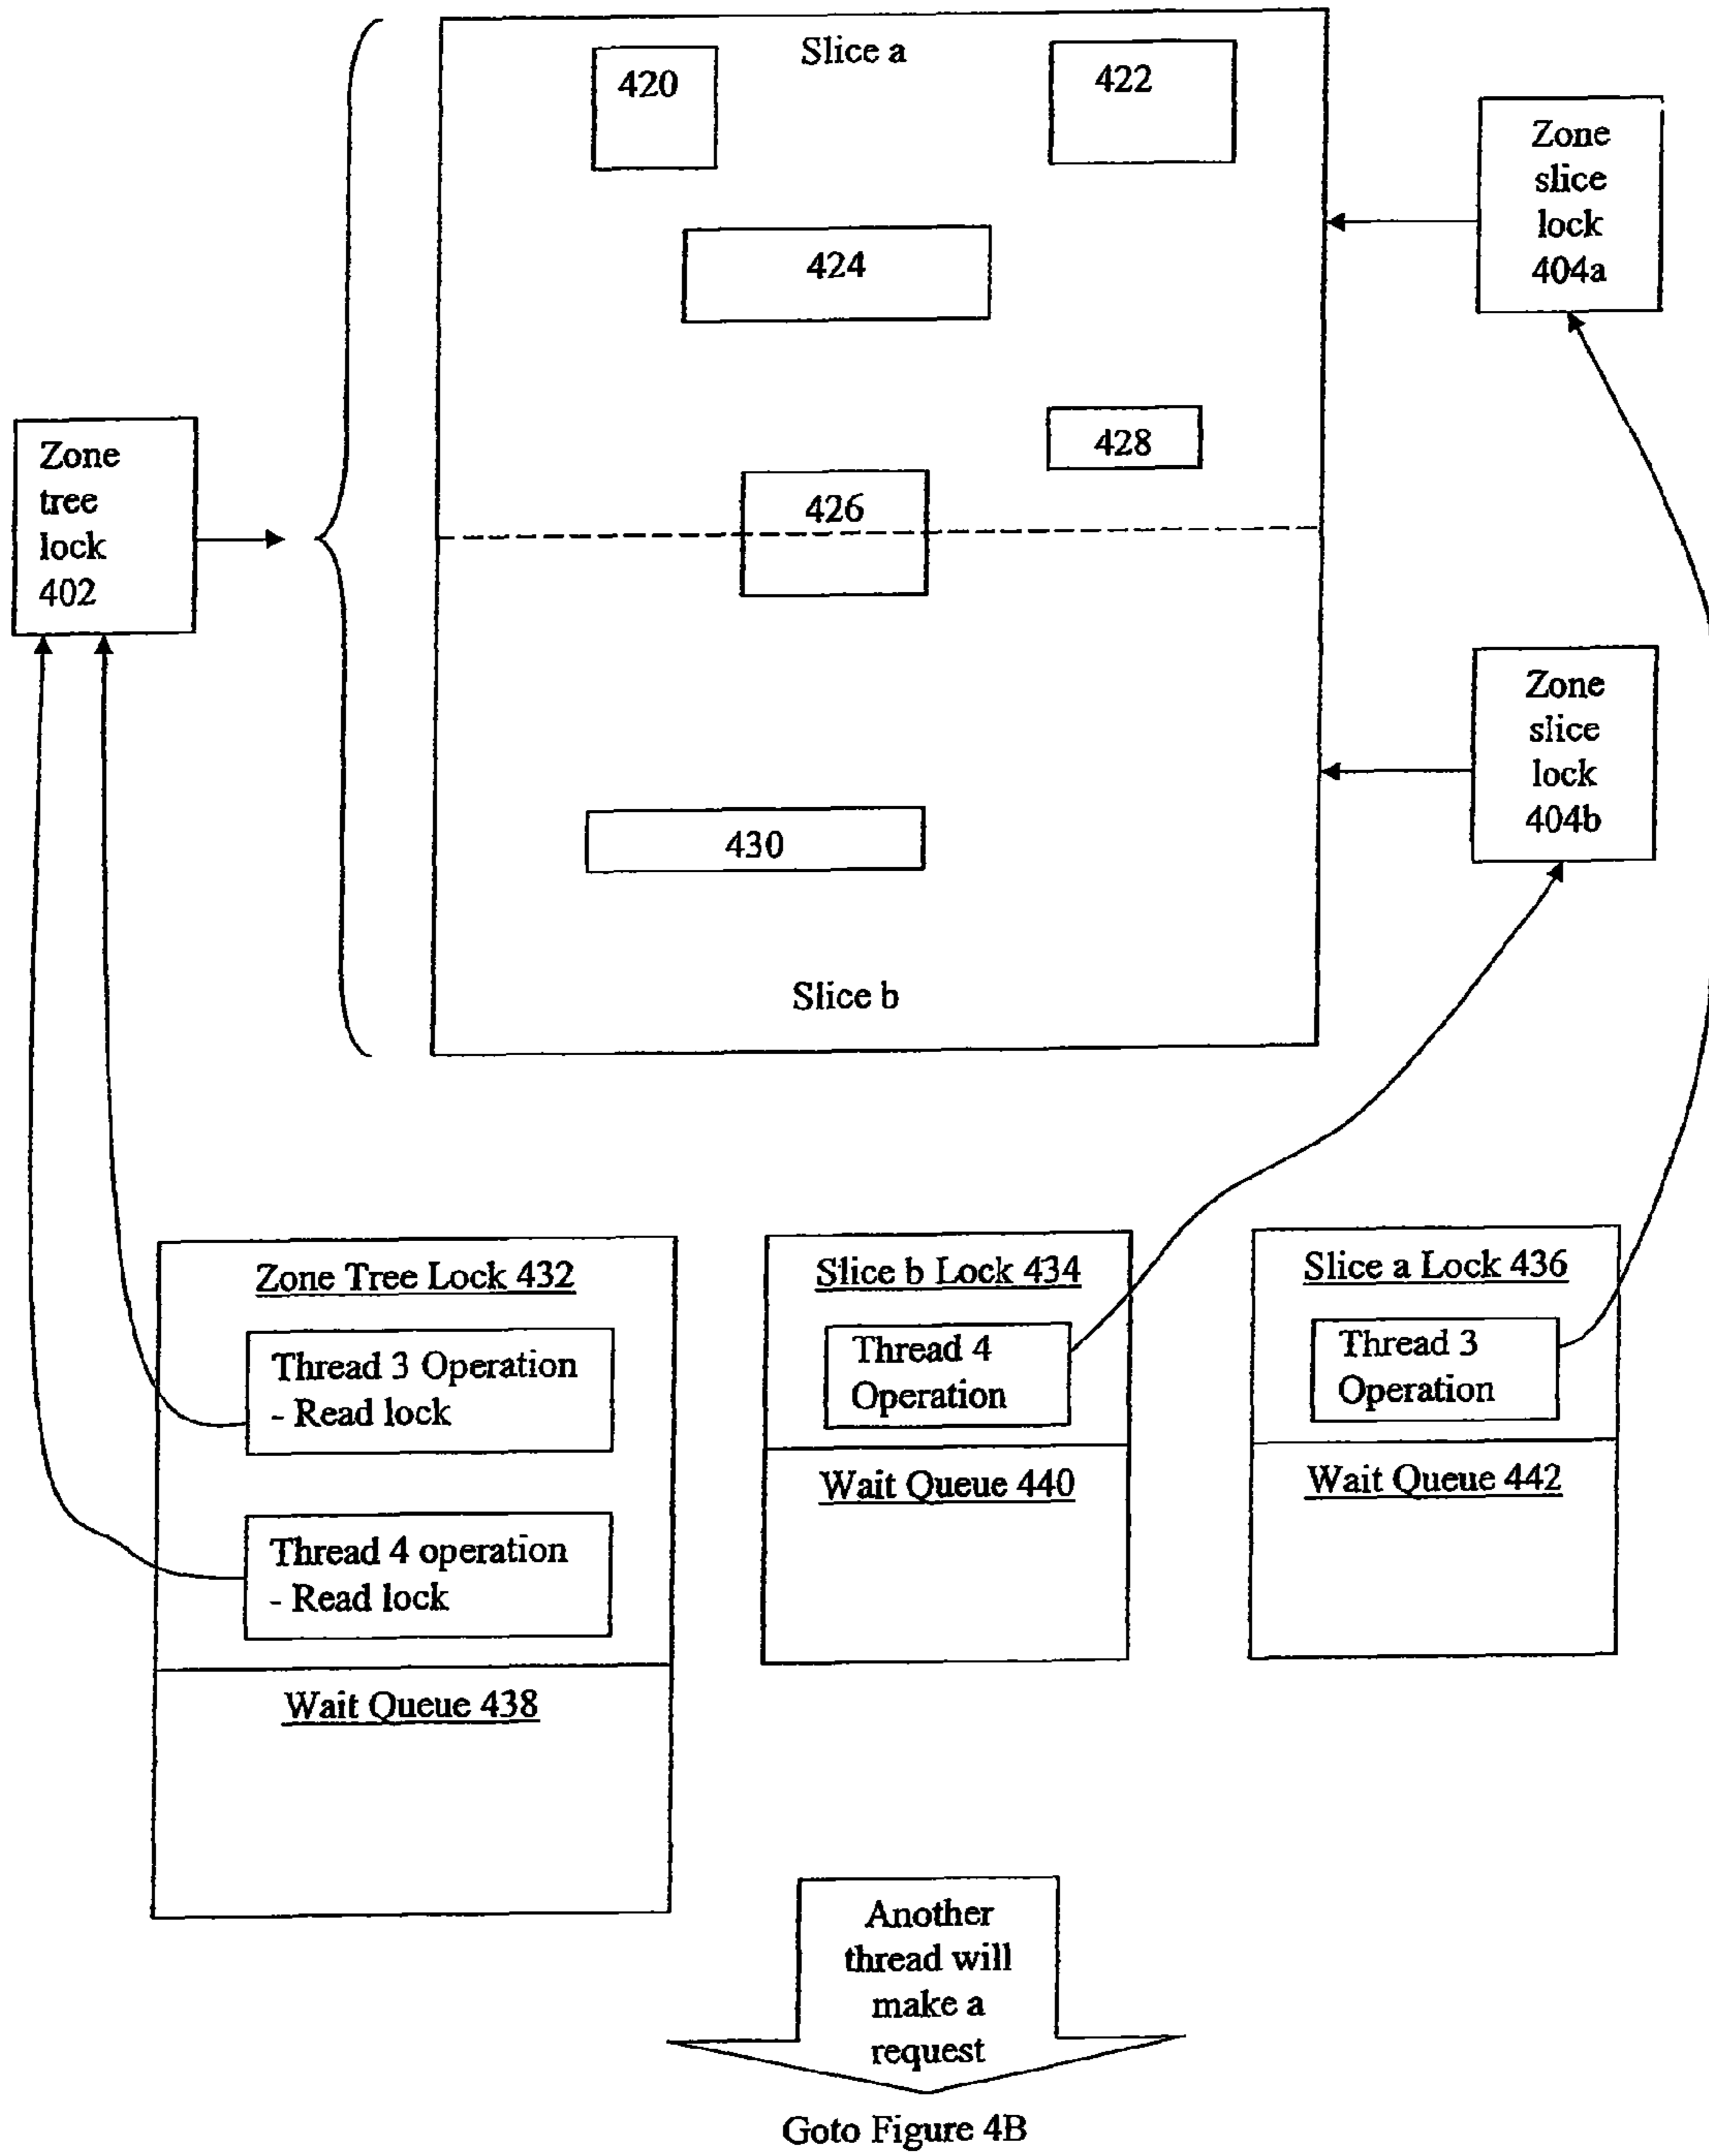 Slice a
420
422
Zone
slice
lock
404a
424
Zone
tree
lock
402
428
426
Zone
slice
lock
404b
430
Slice b
Zone Tree Lock 432
Thread 3 Operation
- Read lock
Thread 4 operation
- Read lock
Wait Queue 438
Slice b Lock 434
Thread 4
Operation
Wait Queue 440
Slice a Lock 436
Thread 3
Operation
Wait Queue 442
Another
thread will
make a
request
Goto Figure 4B